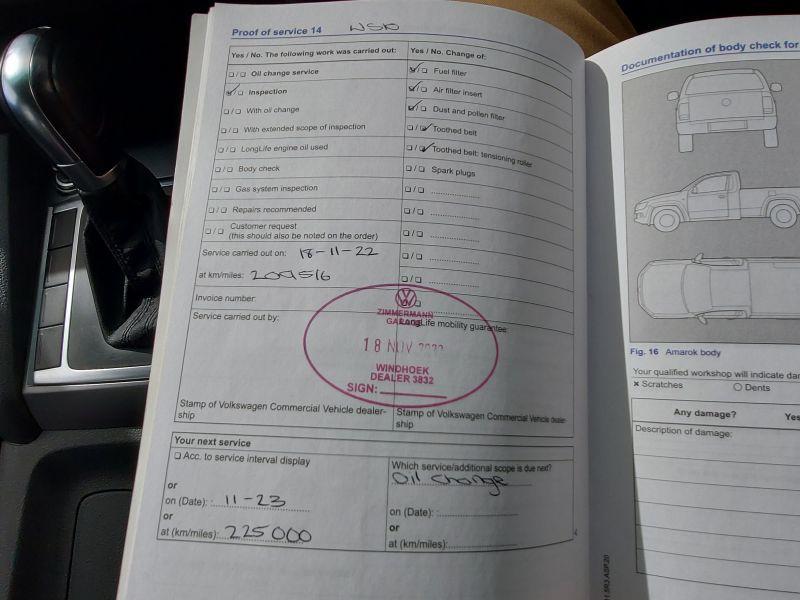 Proof of service 14
Yes / No. The following work was carried out:
Yes / No. Change of:
Oil change service
Fuel filter
Inspection
Air filter insert
With oil change
Dust and pollen filter
With extended scope of inspection
Toothed belt
LongLife engine oil used
Toothed belt: tensioning roller
Body check
Spark plugs
Gas system inspection
Repairs recommended
Customer request
(this should also be noted on the order)
Service carried out on: 18-11-22
at km/miles: 209516
Invoice number:
Service carried out by:
LongLife mobility guarantee
ZIMMERMANN
18 NOV
WINDHOEK
DEALER 3832
SIGN:
Stamp of Volkswagen Commercial Vehicle dealer-
ship
Stamp of Volkswagen Commercial Vehicle dealer-
ship
Your next service
Acc. to service interval display
or
on (Date): 11-23
or
at (km/miles): 225000
Which service/additional scope is due next?
Oil change
on (Date):
or
at (km/miles):
Documentation of body check for
Fig. 16 Amarok body
Your qualified workshop will indicate
Scratches
Dents
Any damage?
Description of damage: